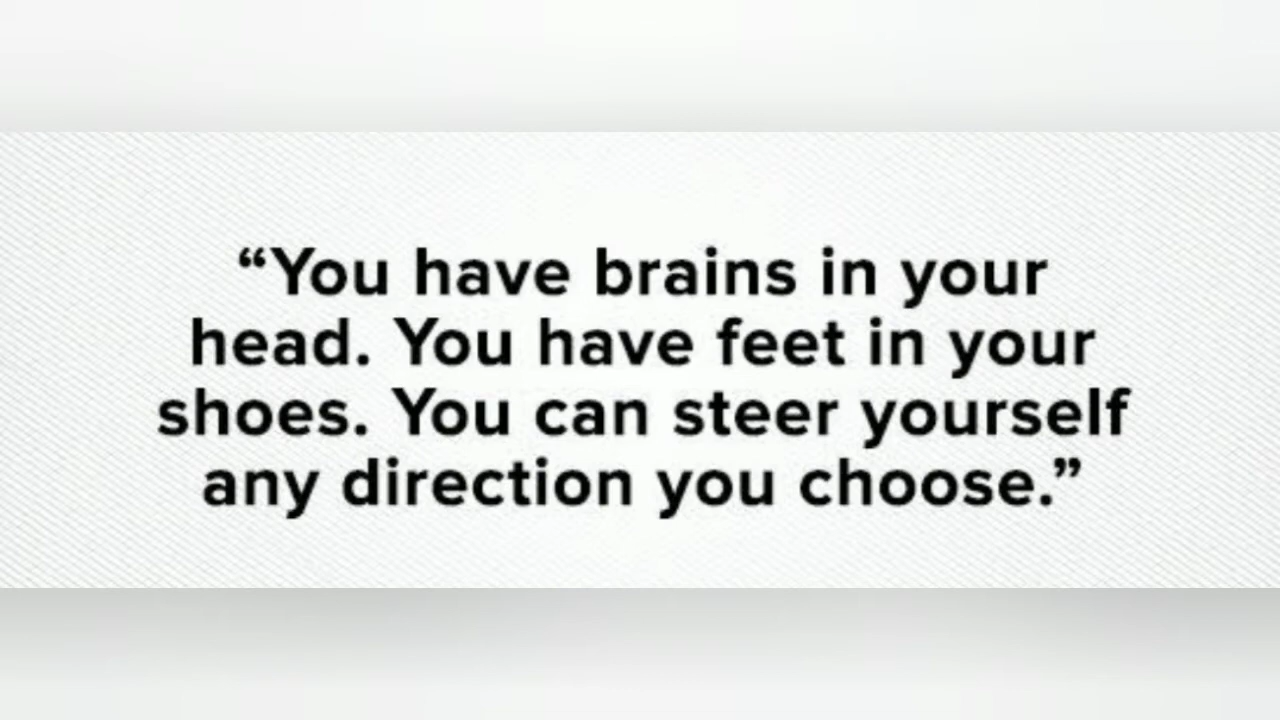 “You have brains in your
head. You have feet in your
shoes. You can steer yourself
any direction you choose.”